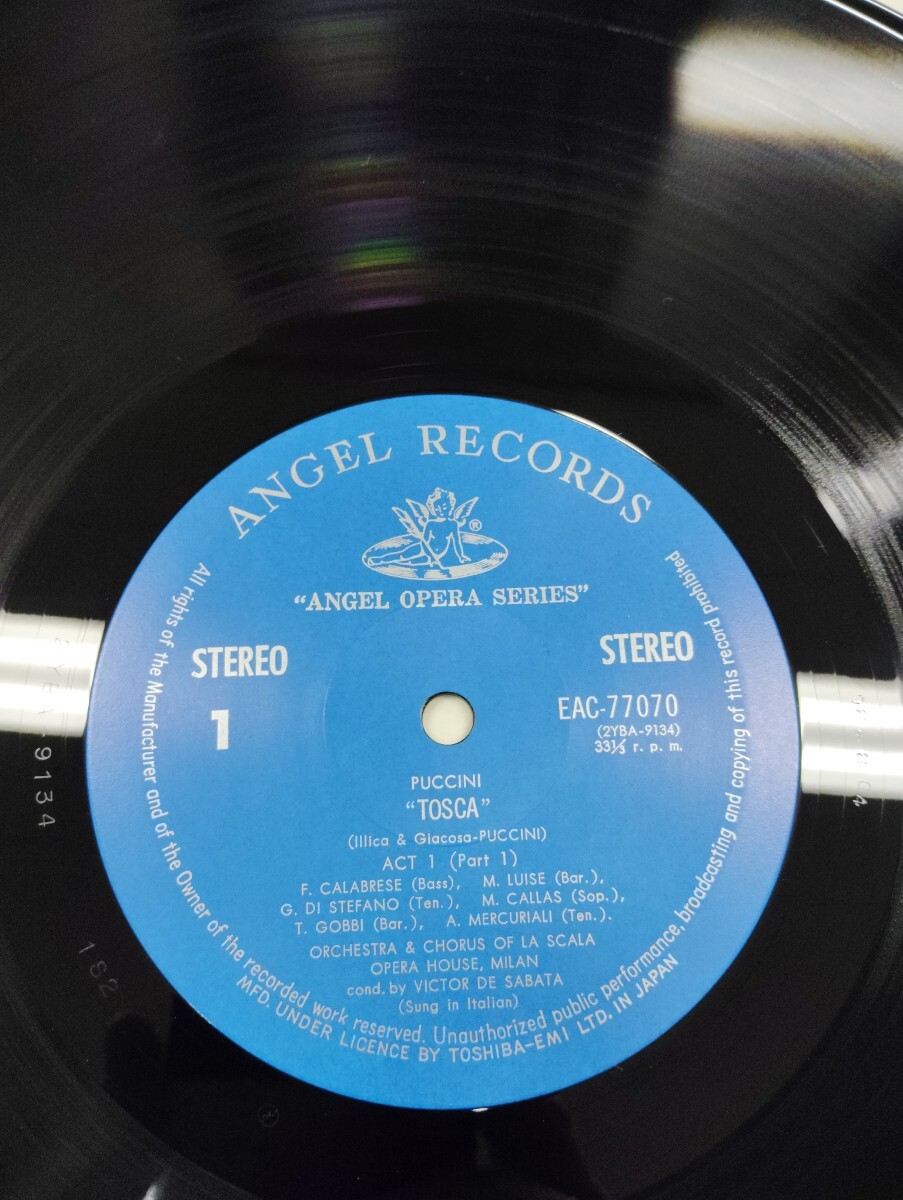 ANGEL RECORDS
®
"ANGEL OPERA SERIES"
STEREO
STEREO
1
EAC-77070
(2YBA-9134)
33⅓ r. p. m.
PUCCINI
"TOSCA"
(Illica & Giacosa-PUCCINI)
ACT 1 (Part 1)
F. CALABRESE (Bass), M. LUISE (Bar.),
G. DI STEFANO (Ten.), M. CALLAS (Sop.),
T. GOBBI (Bar.), A. MERCURIALI (Ten.).
ORCHESTRA & CHORUS OF LA SCALA
OPERA HOUSE, MILAN
cond. by VICTOR DE SABATA
(Sung in Italian)
All rights of the Manufacturer and of the Owner of the recorded work reserved. Unauthorized public performance, broadcasting and copying of this record prohibited
MFD. UNDER LICENCE BY TOSHIBA-EMI LTD. IN JAPAN
2YBA-9134
1S2